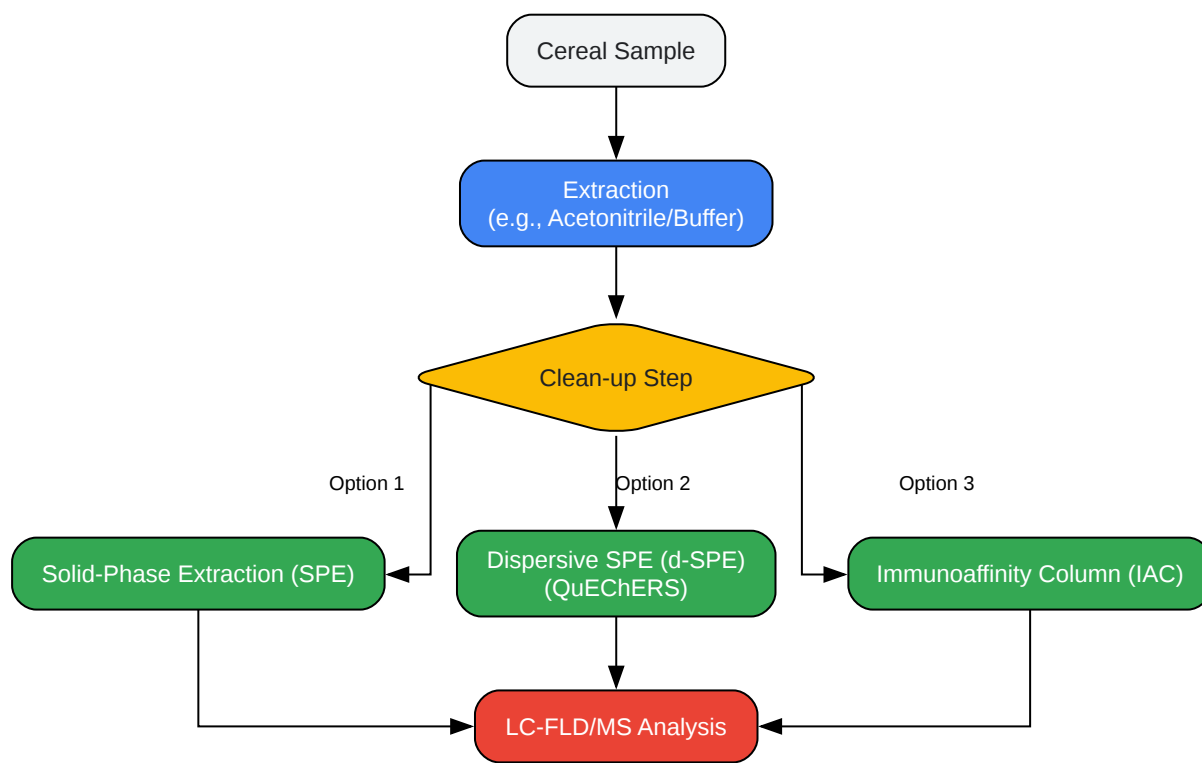 Cereal Sample
Extraction
(e.g., Acetonitrile/Buffer)
Clean-up Step
Option 1
Option 2
Option 3
Solid-Phase Extraction (SPE)
Dispersive SPE (d-SPE)
(QuEChERS)
Immunoaffinity Column (IAC)
LC-FLD/MS Analysis